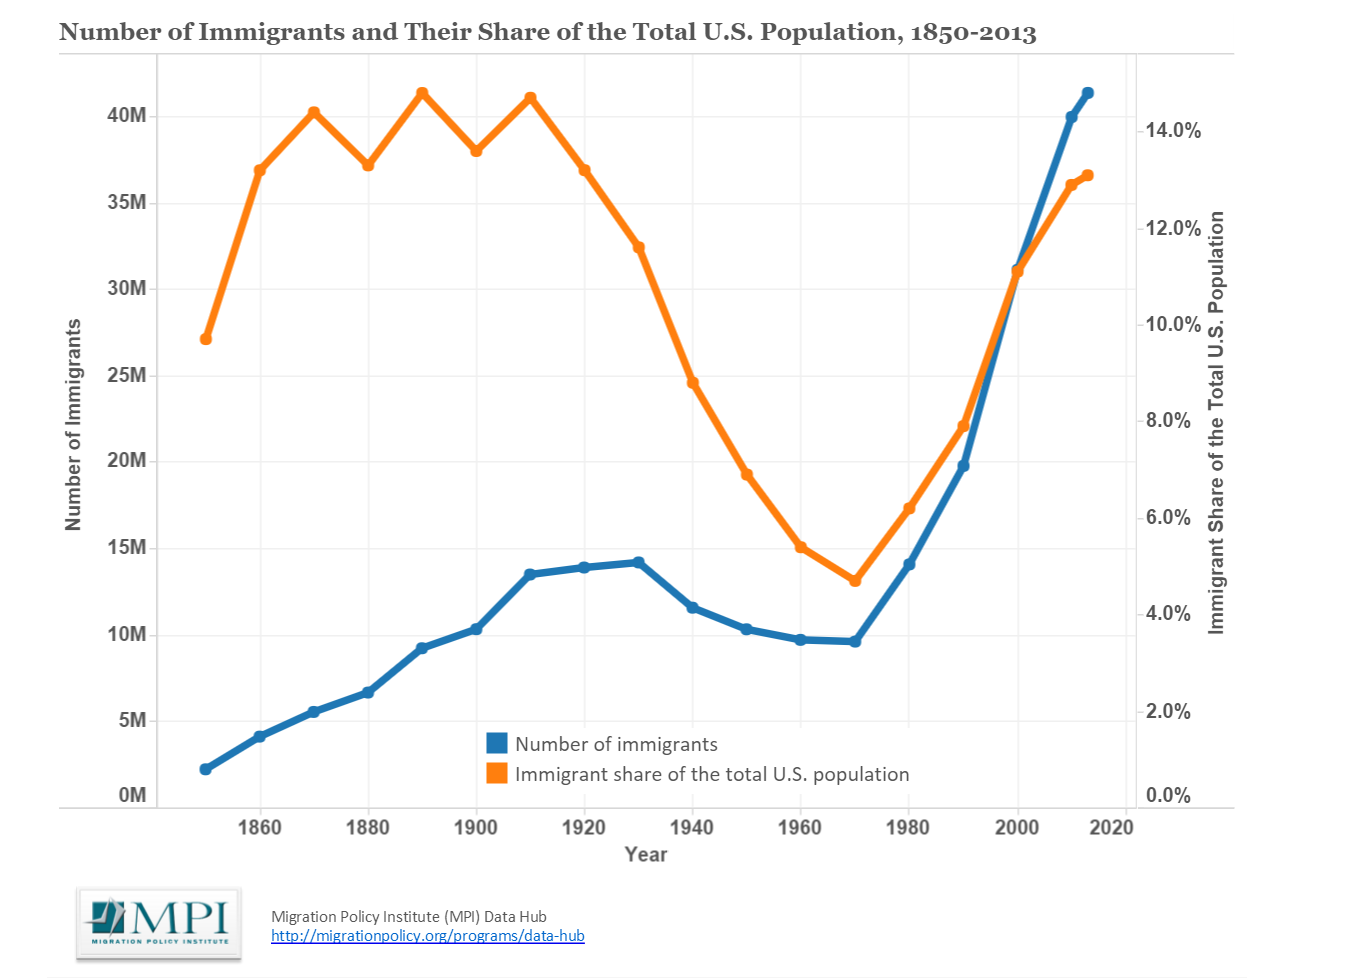 Number of Immigrants and Their Share of the Total U.S. Population, 1850-2013
40M
35M
30M
25M
20M
15M
10M
5M
0M
Number of Immigrants
14.0%
12.0%
10.0%
8.0%
6.0%
4.0%
2.0%
0.0%
Immigrant Share of the Total U.S. Population
Number of immigrants
Immigrant share of the total U.S. population
1860 1880 1900 1920 1940 1960 1980 2000 2020
Year
MPI
MIGRATION POLICY INSTITUTE
Migration Policy Institute (MPI) Data Hub
http://migrationpolicy.org/programs/data-hub